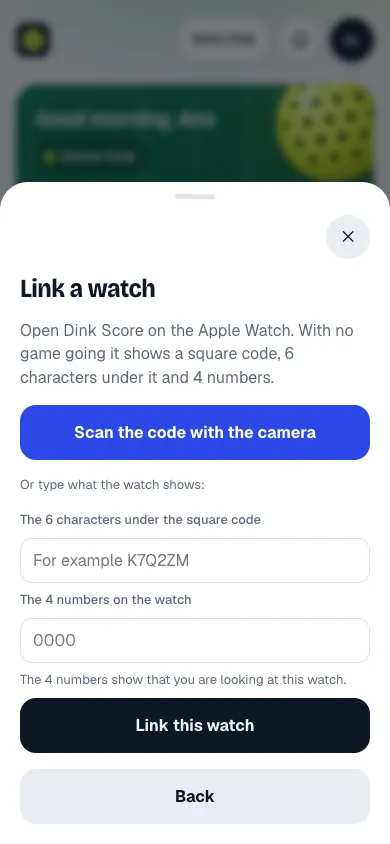 Good morning, Ana
Link a watch
Open Dink Score on the Apple Watch. With no
game going it shows a square code, 6
characters under it and 4 numbers.
Scan the code with the camera
Or type what the watch shows:
The 6 characters under the square code
For example K7Q2ZM
The 4 numbers on the watch
0000
The 4 numbers show that you are looking at this watch.
Link this watch
Back